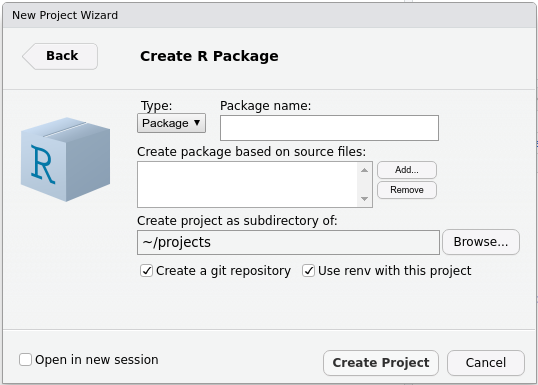 New Project Wizard
Back
Create R Package
Type:
Package name:
Package
R
Create package based on source files:
Add...
Remove
Create project as subdirectory of:
~/projects
Browse...
Create a git repository
Use renv with this project
Open in new session
Create Project
Cancel